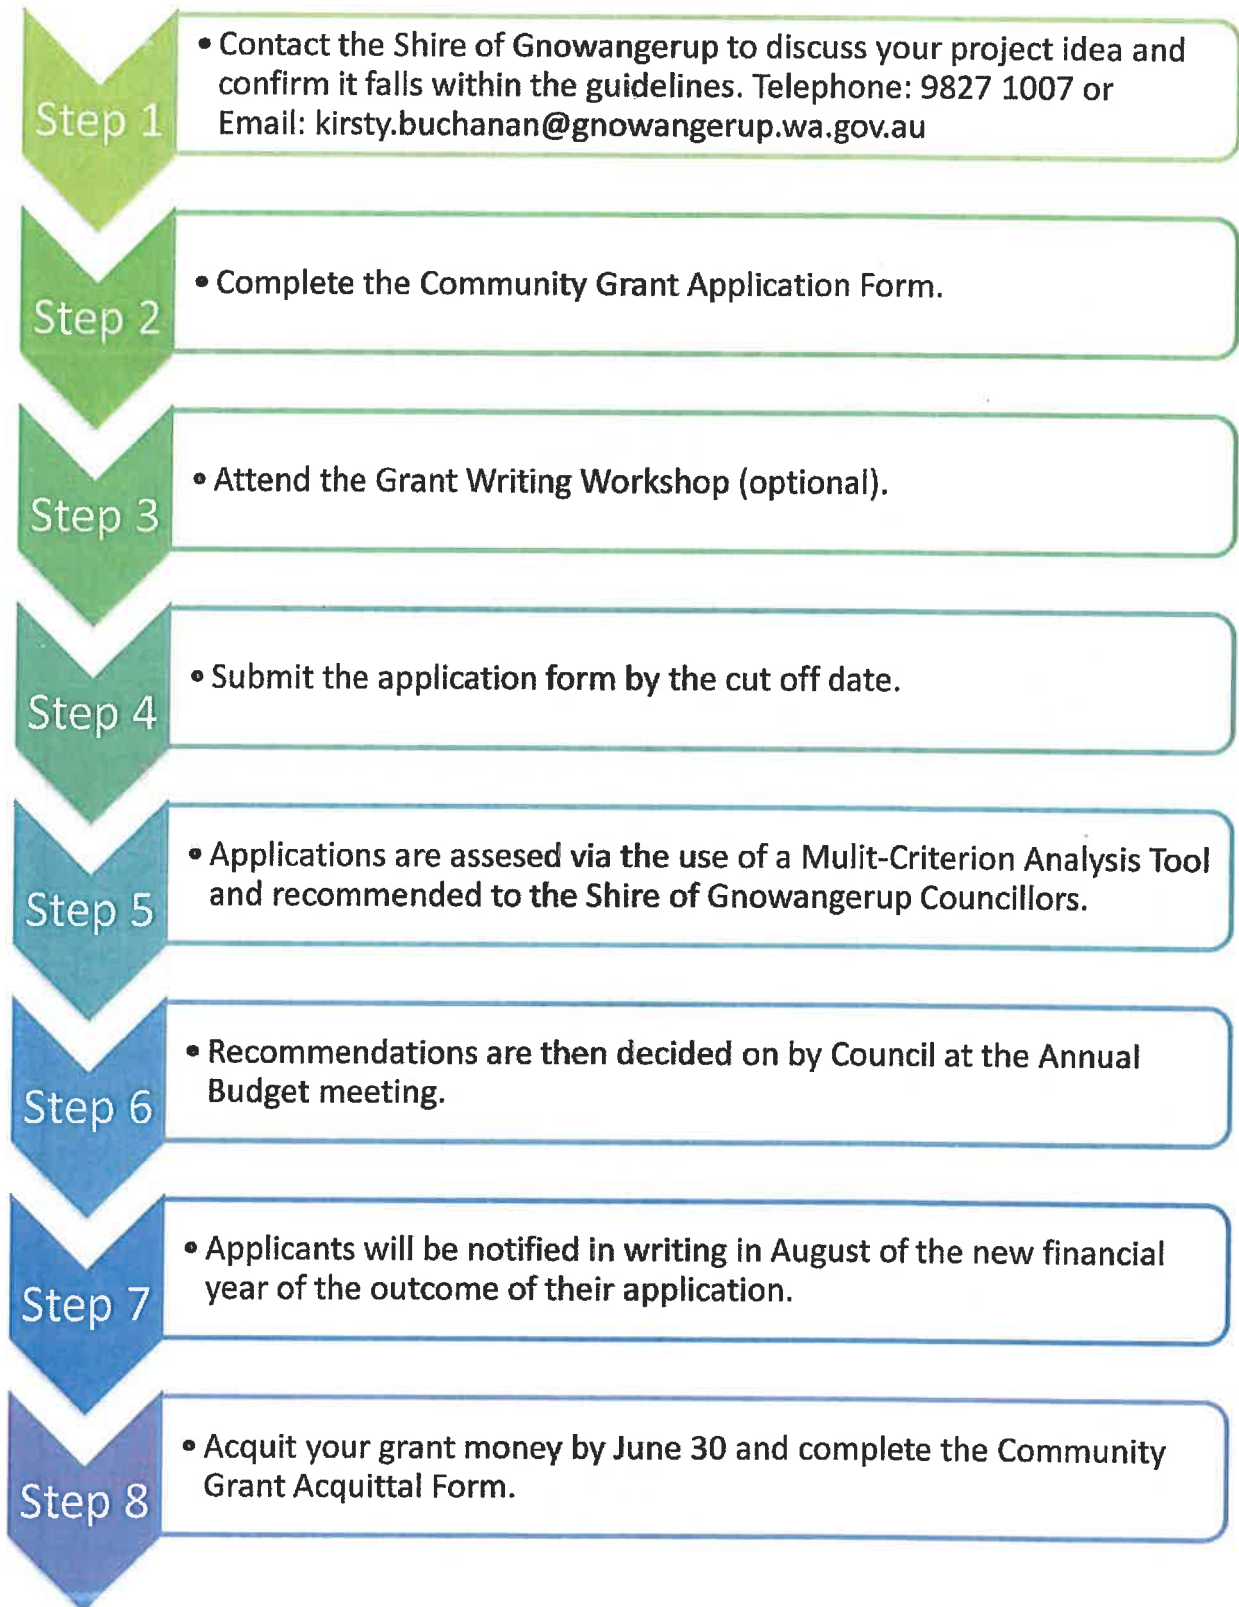 Step 1
• Contact the Shire of Gnowangerup to discuss your project idea and
confirm it falls within the guidelines. Telephone: 9827 1007 or
Email: kirsty.buchanan@gnowangerup.wa.gov.au
Step 2
• Complete the Community Grant Application Form.
Step 3
• Attend the Grant Writing Workshop (optional).
Step 4
• Submit the application form by the cut off date.
Step 5
• Applications are assesed via the use of a Mulit-Criterion Analysis Tool
and recommended to the Shire of Gnowangerup Councillors.
Step 6
• Recommendations are then decided on by Council at the Annual
Budget meeting.
Step 7
• Applicants will be notified in writing in August of the new financial
year of the outcome of their application.
Step 8
• Acquit your grant money by June 30 and complete the Community
Grant Acquittal Form.